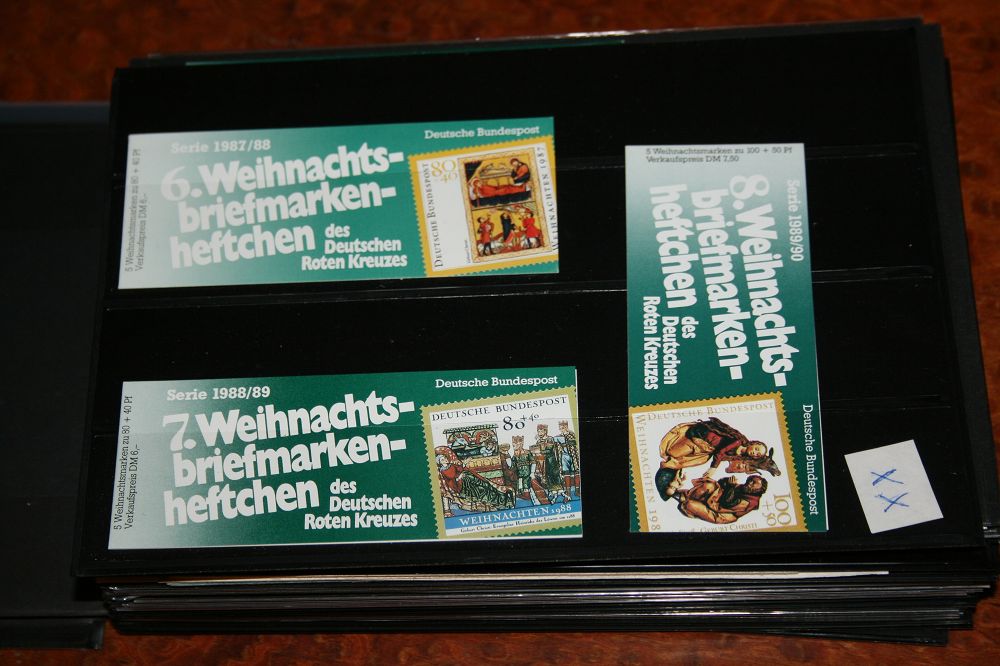 Serie 1987/88
Deutsche Bundespost
6. Weihnachts-
briefmarken-
heftchen des
Deutschen
Roten Kreuzes
5 Weihnachtsmarken zu 80 + 40 Pf
Verkaufspreis DM 6,-
80
+40
DEUTSCHE BUNDESPOST
WEIHNACHTEN 1987
Serie 1988/89
Deutsche Bundespost
7. Weihnachts-
briefmarken-
heftchen des
Deutschen
Roten Kreuzes
5 Weihnachtsmarken zu 80 + 40 Pf
Verkaufspreis DM 6,-
DEUTSCHE BUNDESPOST
80+40
WEIHNACHTEN 1988
5 Weihnachtsmarken zu 100 + 50 Pf
Verkaufspreis DM 7,50
Serie 1989/90
8. Weihnachts-
briefmarken-
heftchen des
Deutschen
Roten Kreuzes
Deutsche Bundespost
DEUTSCHE BUNDESPOST
WEIHNACHTEN 198
100
+50
GEBURT CHRISTI
XX